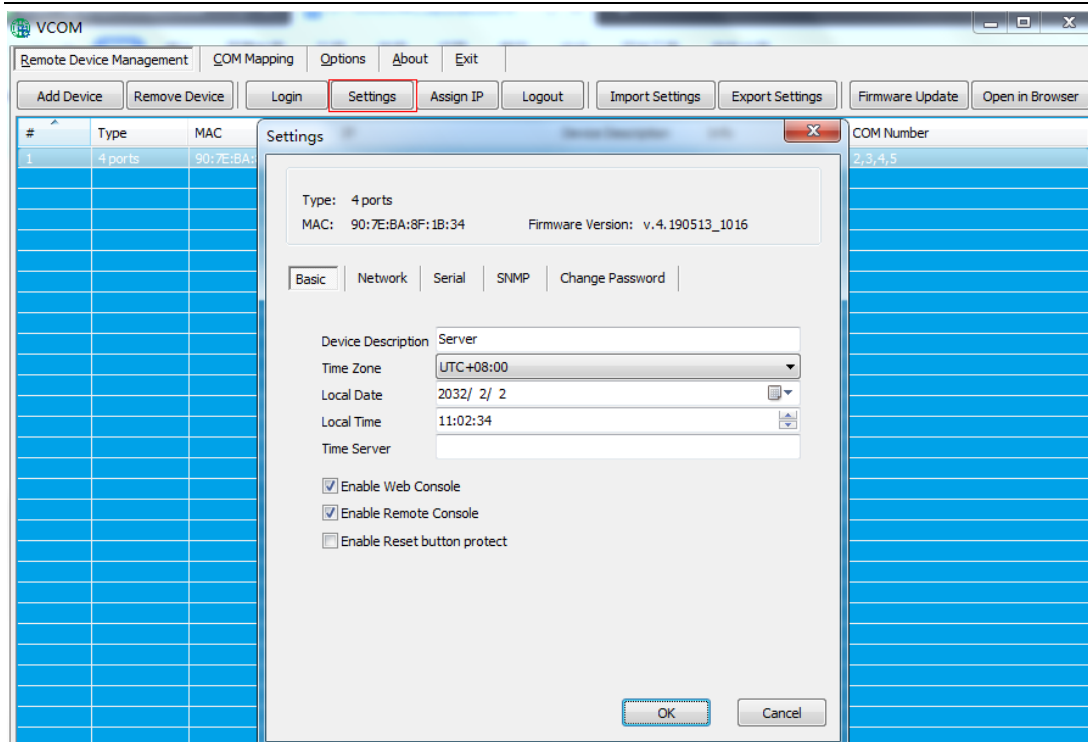 VCOM
Remote Device Management COM Mapping Options About Exit
Add Device Remove Device Login Settings Assign IP Logout Import Settings Export Settings Firmware Update Open in Browser
# Type MAC COM Number
1 4 ports 90:7E:BA: 2,3,4,5
Settings
Type: 4 ports
MAC: 90:7E:BA:8F:1B:34 Firmware Version: v.4.190513_1016
Basic Network Serial SNMP Change Password
Device Description Server
Time Zone UTC+08:00
Local Date 2032/ 2/ 2
Local Time 11:02:34
Time Server
Enable Web Console
Enable Remote Console
Enable Reset button protect
OK Cancel